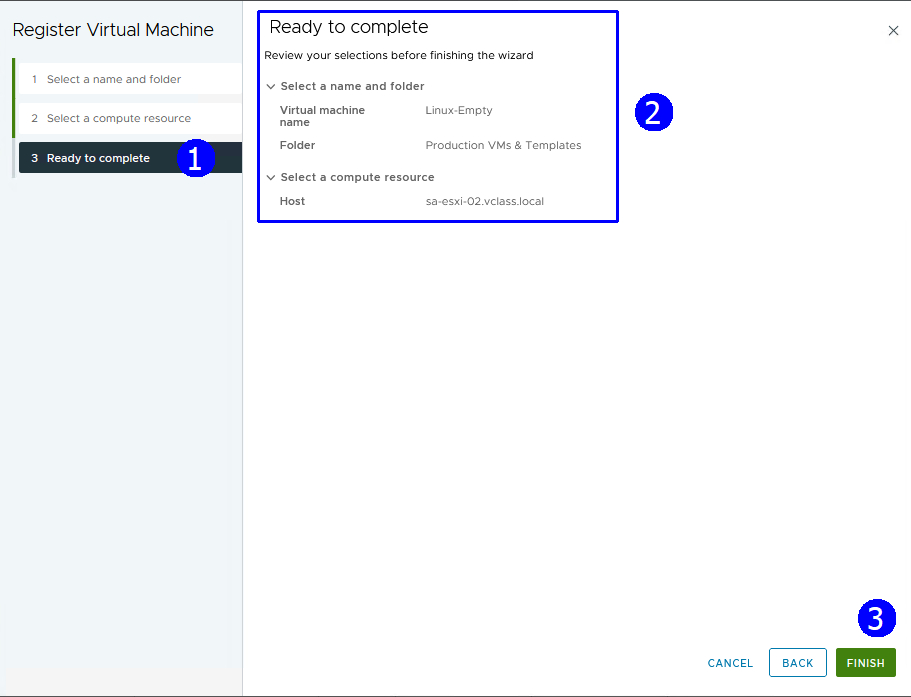 Register Virtual Machine
1 Select a name and folder
2 Select a compute resource
3 Ready to complete
1
Ready to complete
Review your selections before finishing the wizard
Select a name and folder
Virtual machine name
Linux-Empty
Folder
Production VMs & Templates
Select a compute resource
Host
sa-esxi-02.vclass.local
2
3
CANCEL
BACK
FINISH